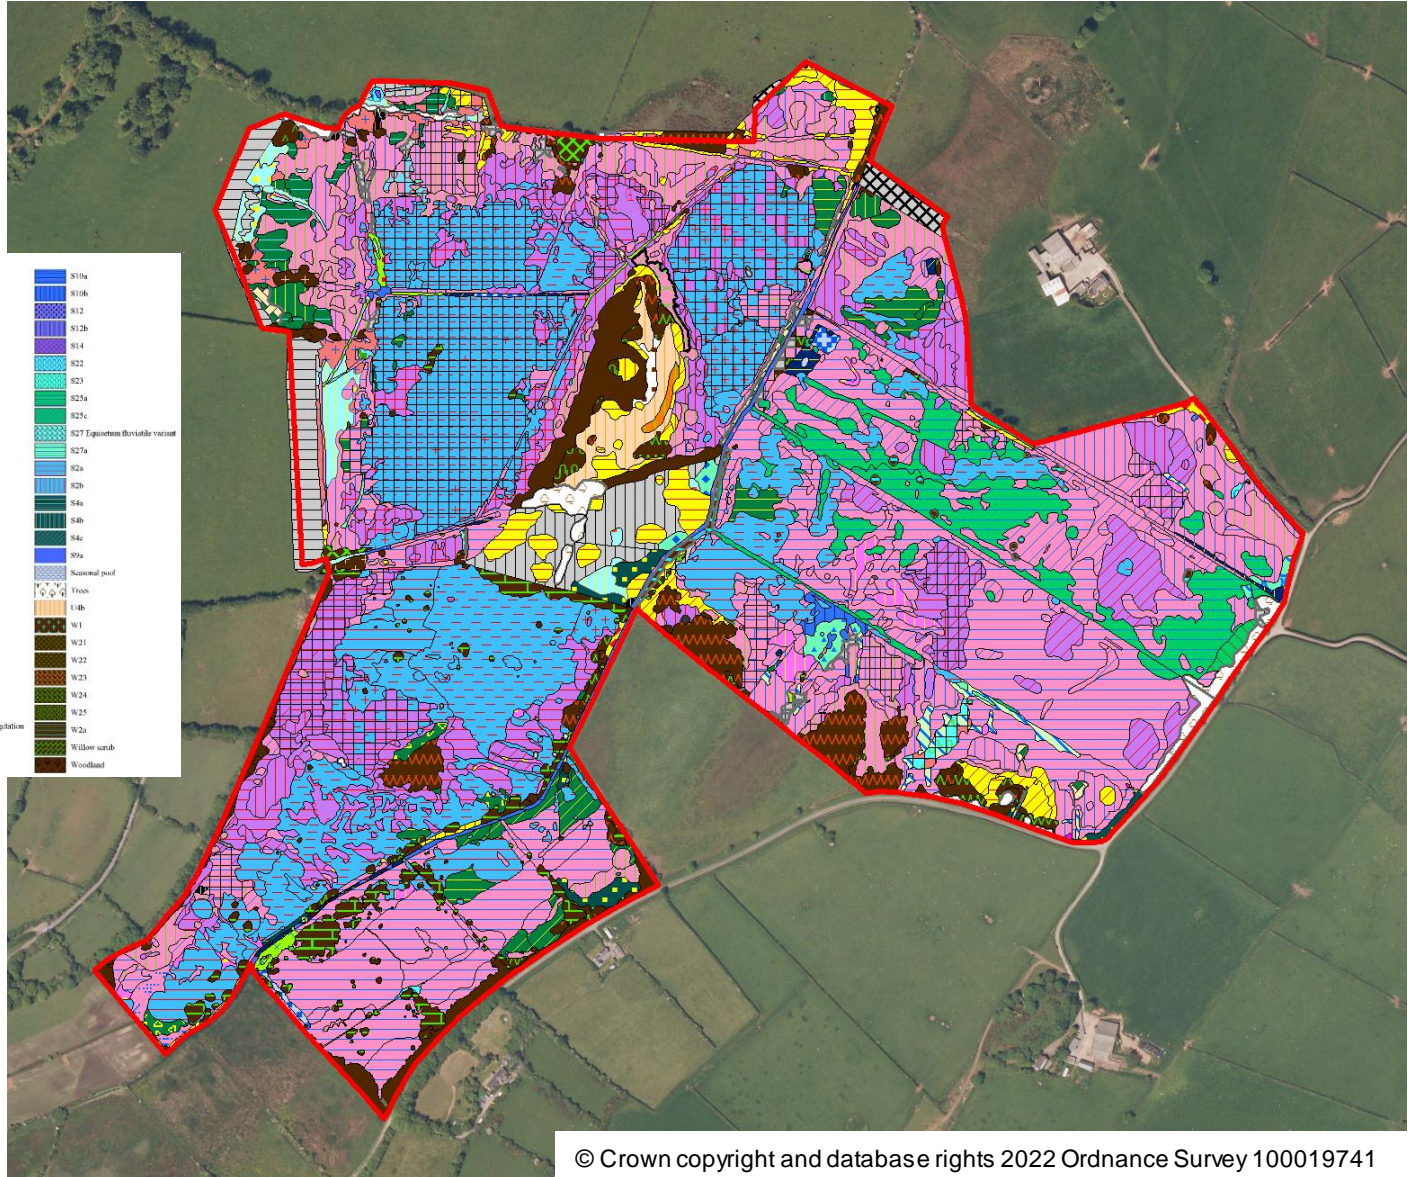 S10a
S10b
S12
S12b
S14
S22
S23
S25a
S25c
S27 Equisetum fluviatile variant
S27a
S2a
S2b
S4a
S4b
S4c
S9a
Seasonal pool
Trees
U4b
W1
W21
W22
W23
W24
W25
getation
W2a
Willow scrub
Woodland
© Crown copyright and database rights 2022 Ordnance Survey 100019741